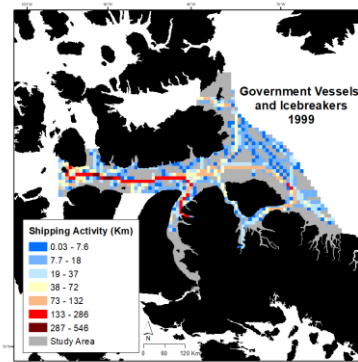 Government Vessels
and Icebreakers
1999
Shipping Activity (Km)
0.03 - 7.6
7.7 - 18
19 - 37
38 - 72
73 - 132
133 - 286
287 - 546
Study Area
N
0
120 Km